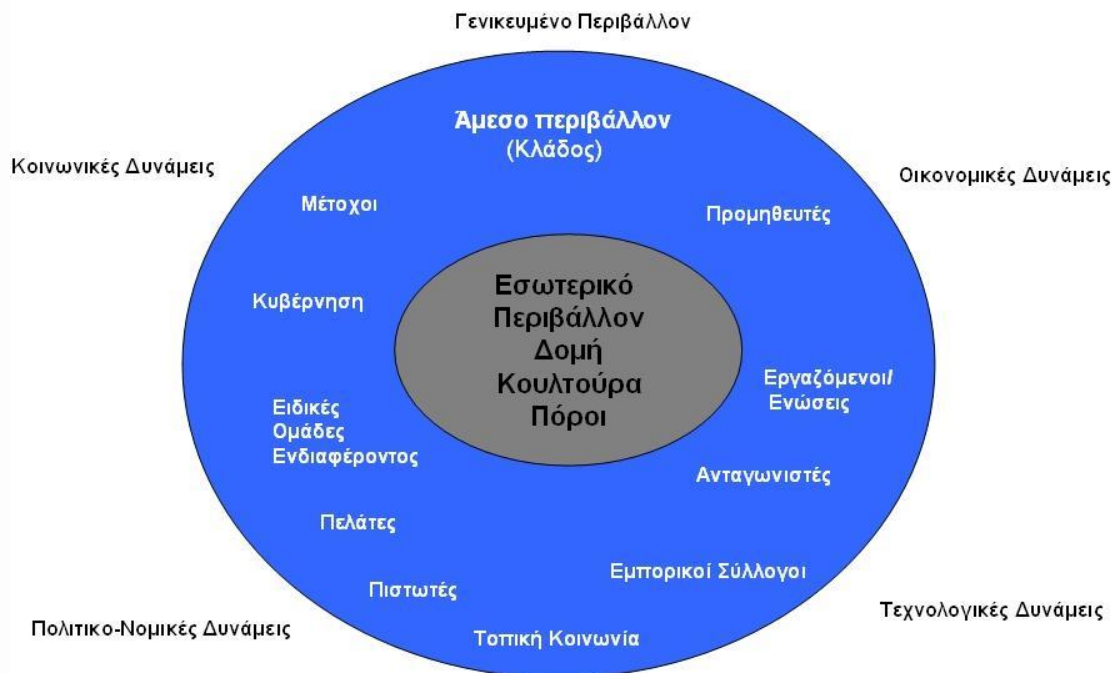 Γενικευμένο Περιβάλλον
Άμεσο περιβάλλον
(Κλάδος)
Κοινωνικές Δυνάμεις
Οικονομικές Δυνάμεις
Μέτοχοι
Προμηθευτές
Κυβέρνηση
Εσωτερικό
Περιβάλλον
Δομή
Κουλτούρα
Πόροι
Εργαζόμενοι/
Ενώσεις
Ειδικές
Ομάδες
Ενδιαφέροντος
Ανταγωνιστές
Πελάτες
Εμπορικοί Σύλλογοι
Πιστωτές
Τεχνολογικές Δυνάμεις
Πολιτικο-Νομικές Δυνάμεις
Τοπική Κοινωνία